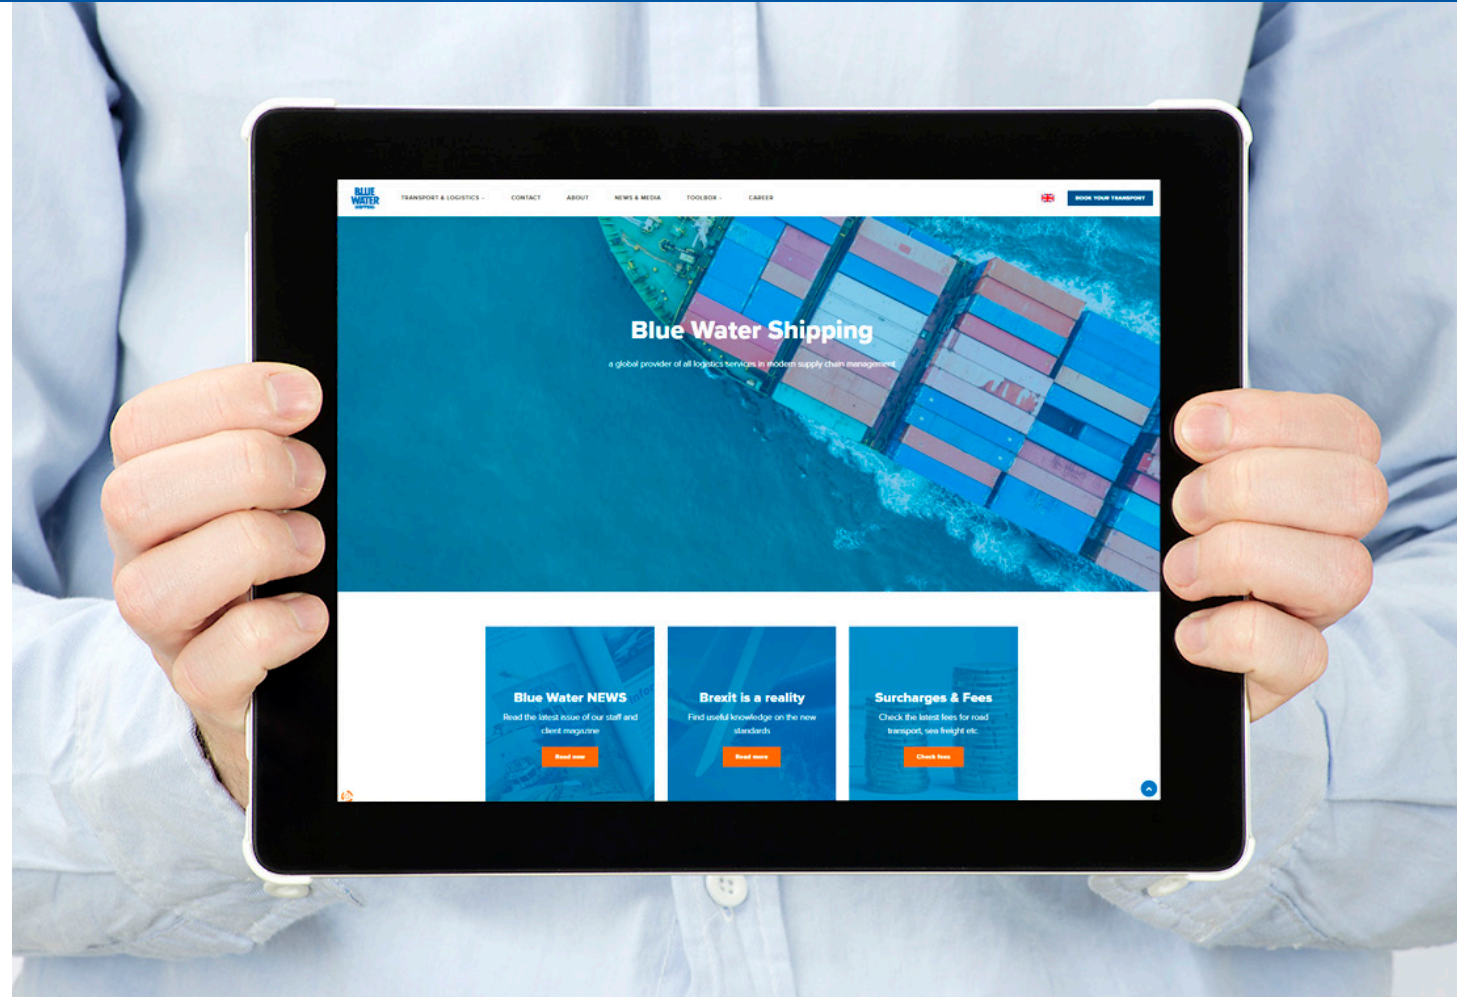 BLUE
WATER
SHIPPING
TRANSPORT & LOGISTICS
CONTACT
ABOUT
NEWS & MEDIA
TOOLBOX
CAREER
BOOK YOUR TRANSPORT
Blue Water Shipping
a global provider of all logistics services in modern supply chain management
Blue Water NEWS
Read the latest issue of our staff and
client magazine
Read now
Brexit is a reality
Find useful knowledge on the new
standards
Read more
Surcharges & Fees
Check the latest fees for road
transport, sea freight etc
Check fees